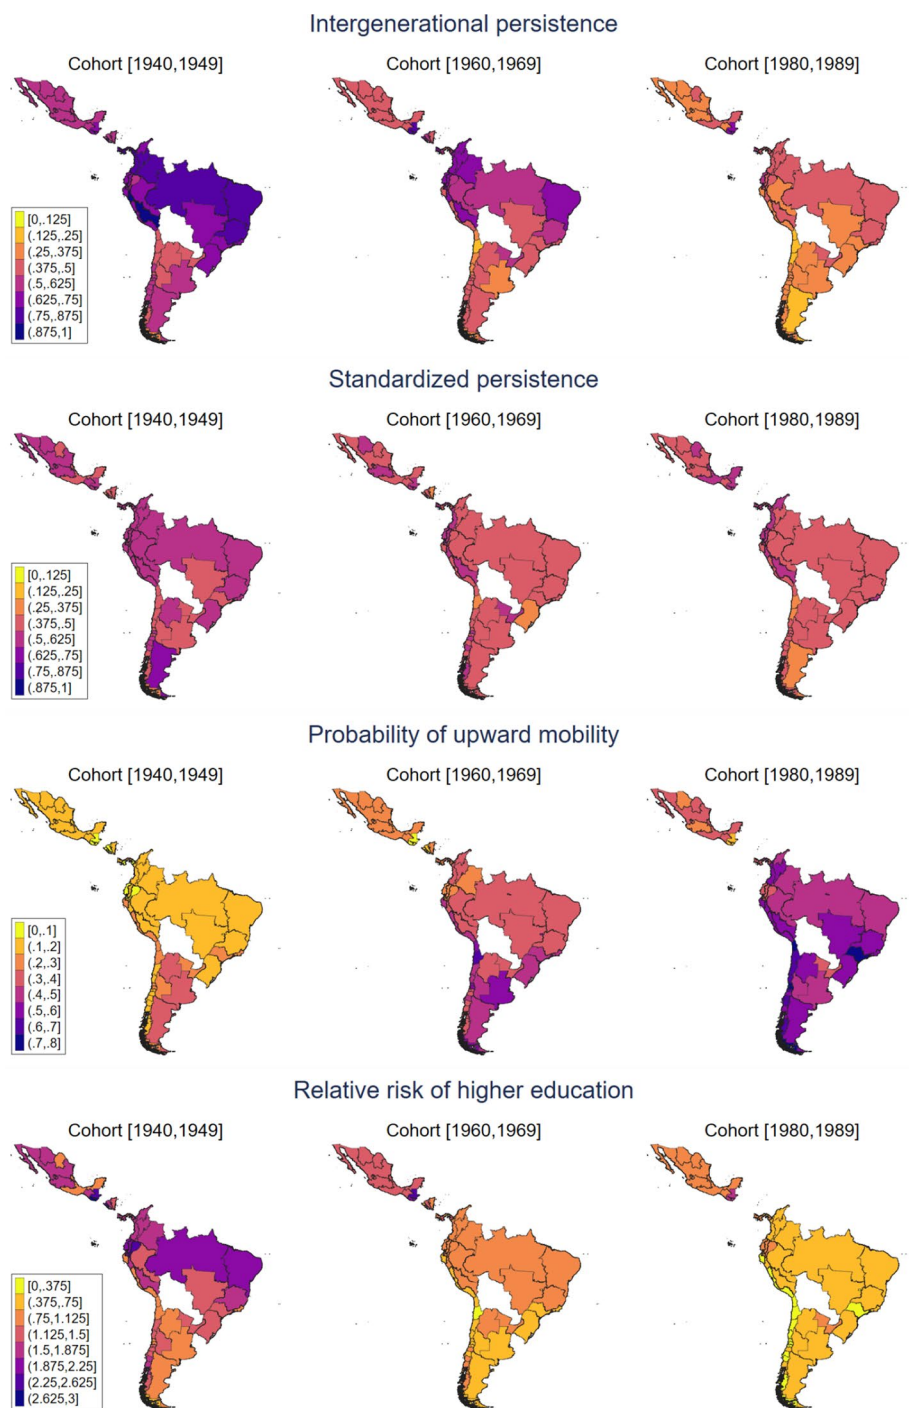 Intergenerational persistence
Cohort [1940,1949]
Cohort [1960,1969]
Cohort [1980,1989]
[0,.125]
(.125,.25]
(.25,.375]
(.375,.5]
(.5,.625]
(.625,.75]
(.75,.875]
(.875,1]
Standardized persistence
Cohort [1940,1949]
Cohort [1960,1969]
Cohort [1980,1989]
[0,.125]
(.125,.25]
(.25,.375]
(.375,.5]
(.5,.625]
(.625,.75]
(.75,.875]
(.875,1]
Probability of upward mobility
Cohort [1940,1949]
Cohort [1960,1969]
Cohort [1980,1989]
[0,.1]
(.1,.2]
(.2,.3]
(.3,.4]
(.4,.5]
(.5,.6]
(.6,.7]
(.7,.8]
Relative risk of higher education
Cohort [1940,1949]
Cohort [1960,1969]
Cohort [1980,1989]
[0,.375]
(.375,.75]
(.75,1.125]
(1.125,1.5]
(1.5,1.875]
(1.875,2.25]
(2.25,2.625]
(2.625,3]